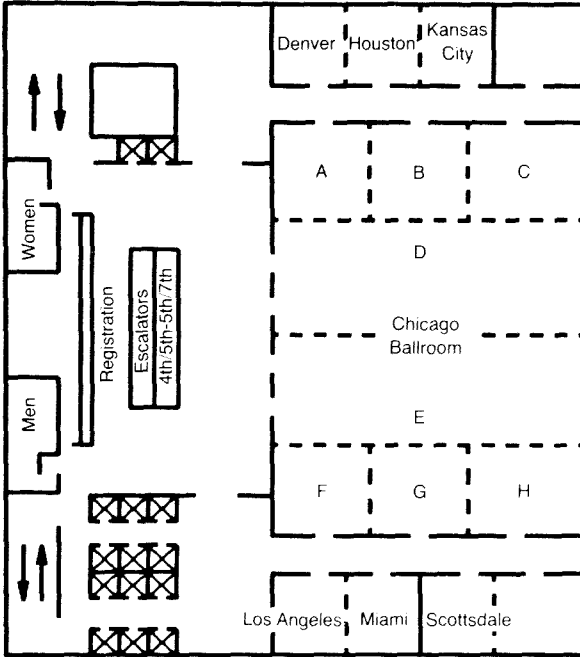 Denver
Houston
Kansas
City
A
B
C
Women
D
Registration
Escalators
4th/5th-5th/7th
Chicago
Ballroom
Men
E
F
G
H
Los Angeles
Miami
Scottsdale